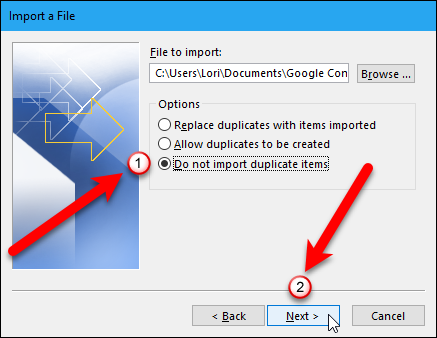 Import a File
File to import:
C:\Users\Lori\Documents\Google Con
Browse ...
Options
Replace duplicates with items imported
Allow duplicates to be created
1
Do not import duplicate items
2
< Back
Next >
Cancel